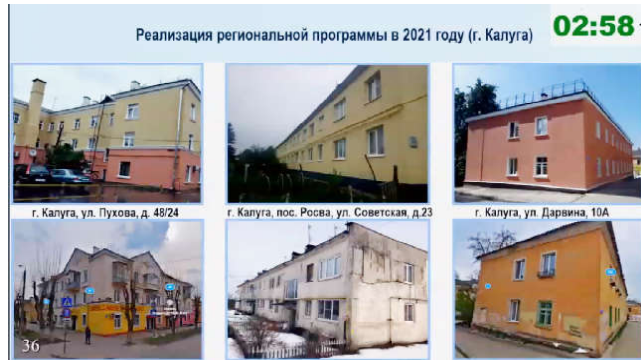 Реализация региональной программы в 2021 году (г. Калуга)
02:58
г. Калуга, ул. Пухова, д. 48/24
г. Калуга, пос. Росва, ул. Советская, д.23
г. Калуга, ул. Дарвина, 10А
36